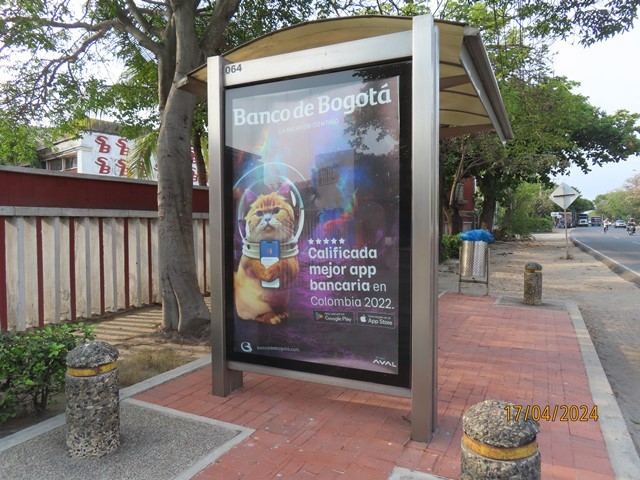 064
Banco de Bogotá
Calificada
mejor app
bancaria en
Colombia 2022.
Google Play
App Store
AVAL
17/04/2024